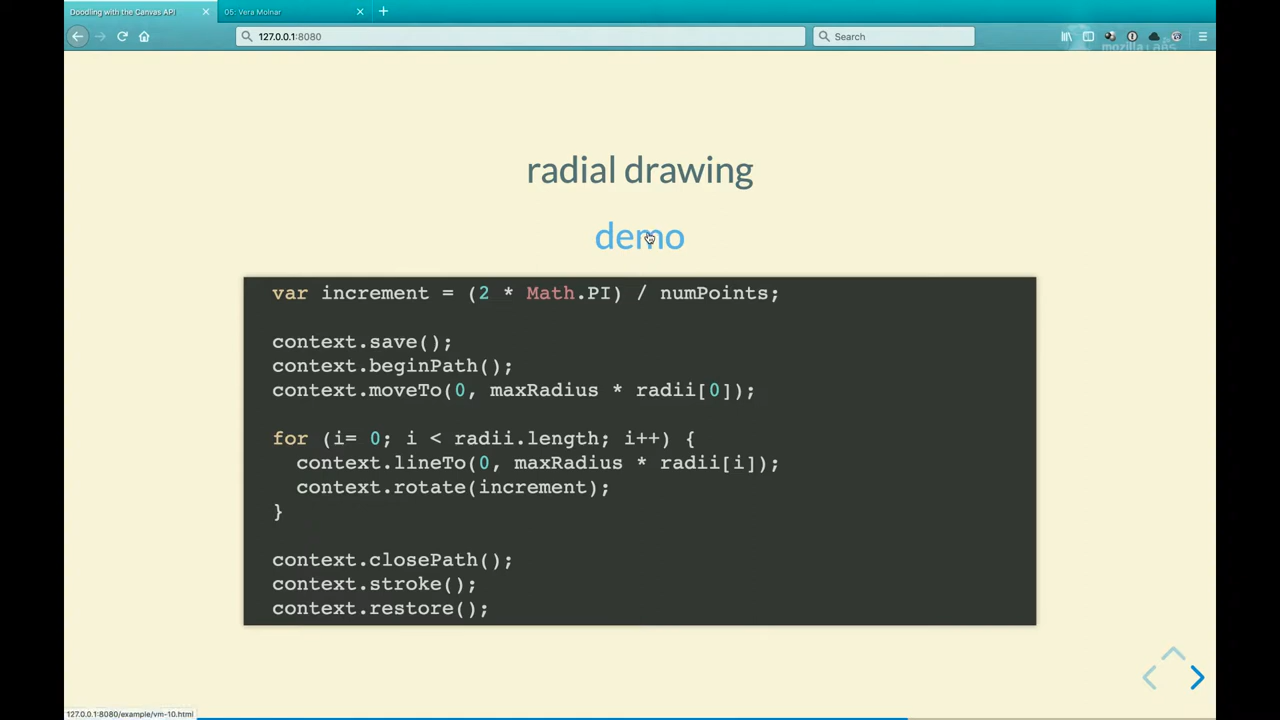 Doodling with the Canvas API
05: Vera Molnar
127.0.0.1:8080
Search
mozilla LABS
radial drawing
demo
var increment = (2 * Math.PI) / numPoints;
context.save();
context.beginPath();
context.moveTo(0, maxRadius * radii[0]);
for (i= 0; i < radii.length; i++) {
context.lineTo(0, maxRadius * radii[i]);
context.rotate(increment);
}
context.closePath();
context.stroke();
context.restore();
127.0.0.1:8080/example/vm-10.html